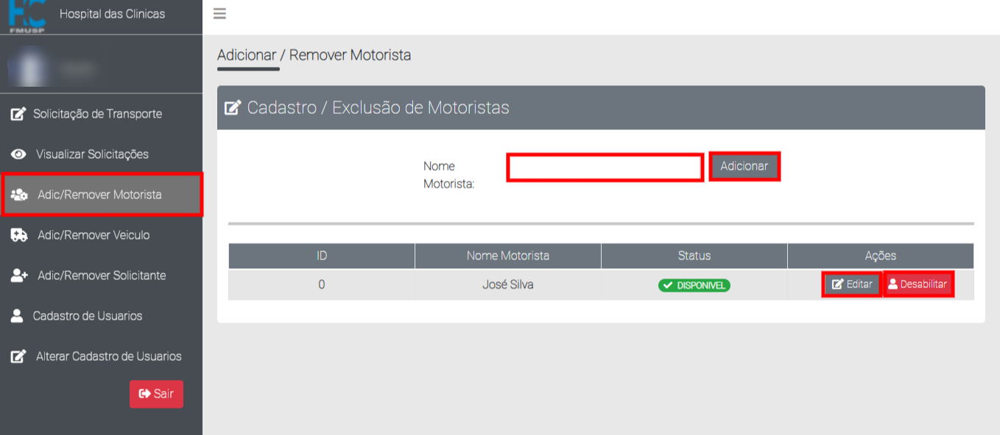 HC
FMUSP
Hospital das Clinicas
Solicitação de Transporte
Visualizar Solicitações
Adic/Remover Motorista
Adic/Remover Veiculo
Adic/Remover Solicitante
Cadastro de Usuarios
Alterar Cadastro de Usuarios
Sair
Adicionar / Remover Motorista
Cadastro / Exclusão de Motoristas
Nome
Motorista:
Adicionar
ID Nome Motorista Status Ações
0 José Silva DISPONIVEL Editar Desabilitar